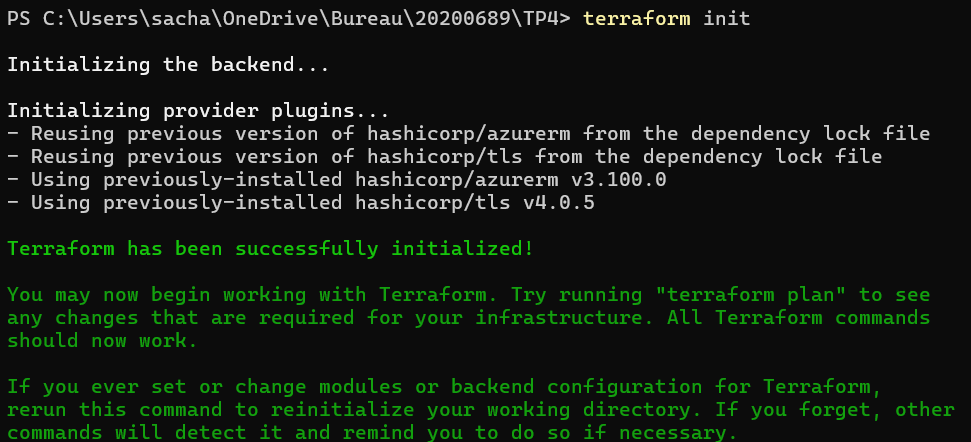 PS C:\Users\sacha\OneDrive\Bureau\20200689\TP4> terraform init
Initializing the backend...
Initializing provider plugins...
- Reusing previous version of hashicorp/azurerm from the dependency lock file
- Reusing previous version of hashicorp/tls from the dependency lock file
- Using previously-installed hashicorp/azurerm v3.100.0
- Using previously-installed hashicorp/tls v4.0.5
Terraform has been successfully initialized!
You may now begin working with Terraform. Try running "terraform plan" to see
any changes that are required for your infrastructure. All Terraform commands
should now work.
If you ever set or change modules or backend configuration for Terraform,
rerun this command to reinitialize your working directory. If you forget, other
commands will detect it and remind you to do so if necessary.